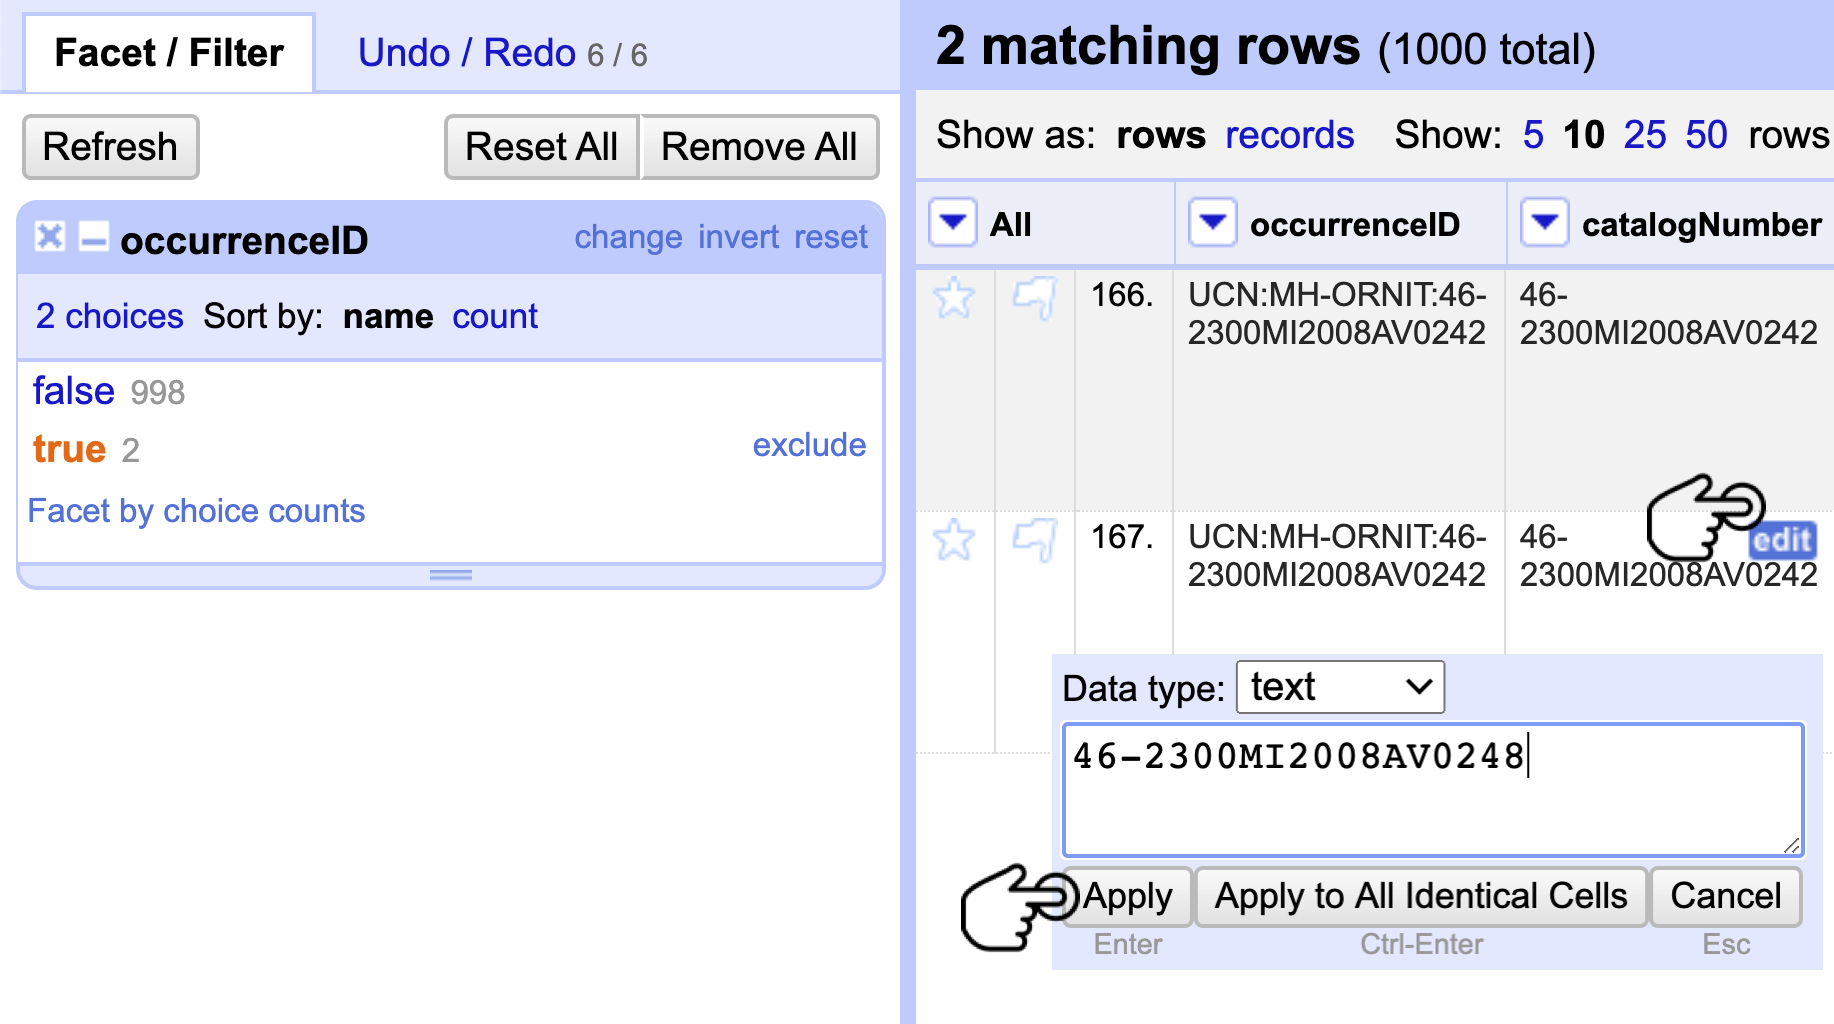 Facet / Filter
Undo / Redo 6 / 6
Refresh
Reset All
Remove All
occurrenceID
change invert reset
2 choices Sort by: name count
false 998
true 2
exclude
Facet by choice counts
2 matching rows (1000 total)
Show as: rows records Show: 5 10 25 50 rows
All
occurrenceID
catalogNumber
166.
UCN:MH-ORNIT:46-
2300MI2008AV0242
46-
2300MI2008AV0242
167.
UCN:MH-ORNIT:46-
2300MI2008AV0242
46-
2300MI2008AV0242
edit
Data type: text
46-2300MI2008AV0248
Apply
Apply to All Identical Cells
Cancel
Enter
Ctrl-Enter
Esc